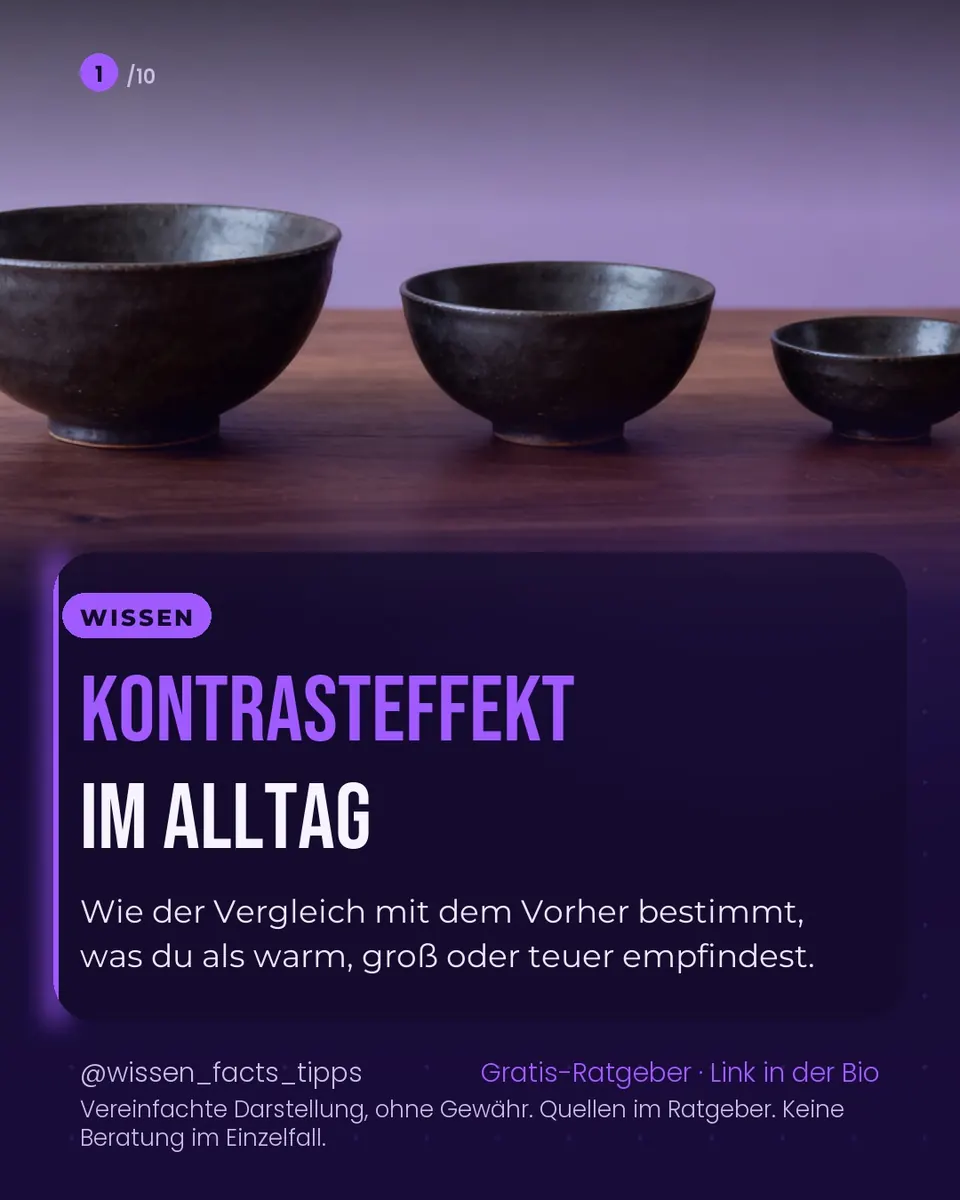 1 /10
WISSEN
KONTRASTEFFEKT
IM ALLTAG
Wie der Vergleich mit dem Vorher bestimmt,
was du als warm, groß oder teuer empfindest.
@wissen_facts_tipps
Gratis-Ratgeber · Link in der Bio
Vereinfachte Darstellung, ohne Gewähr. Quellen im Ratgeber. Keine
Beratung im Einzelfall.